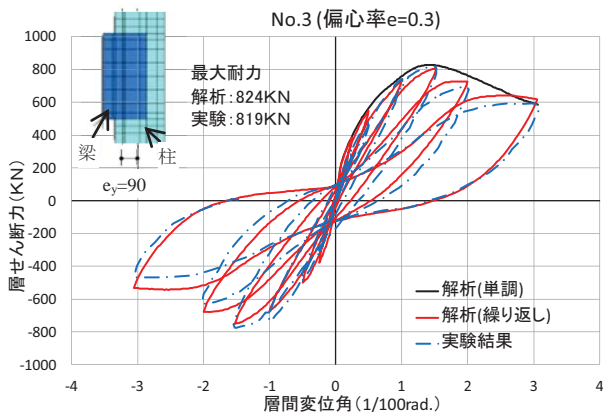 No.3 (偏心率e=0.3)
1000
800
600
400
200
0
-200
-400
-600
-800
-1000
層せん断力(KN)
最大耐力
解析:824KN
実験:819KN
梁
柱
ey=90
解析(単調)
解析(繰り返し)
実験結果
-4 -3 -2 -1 0 1 2 3 4
層間変位角(1/100rad.)